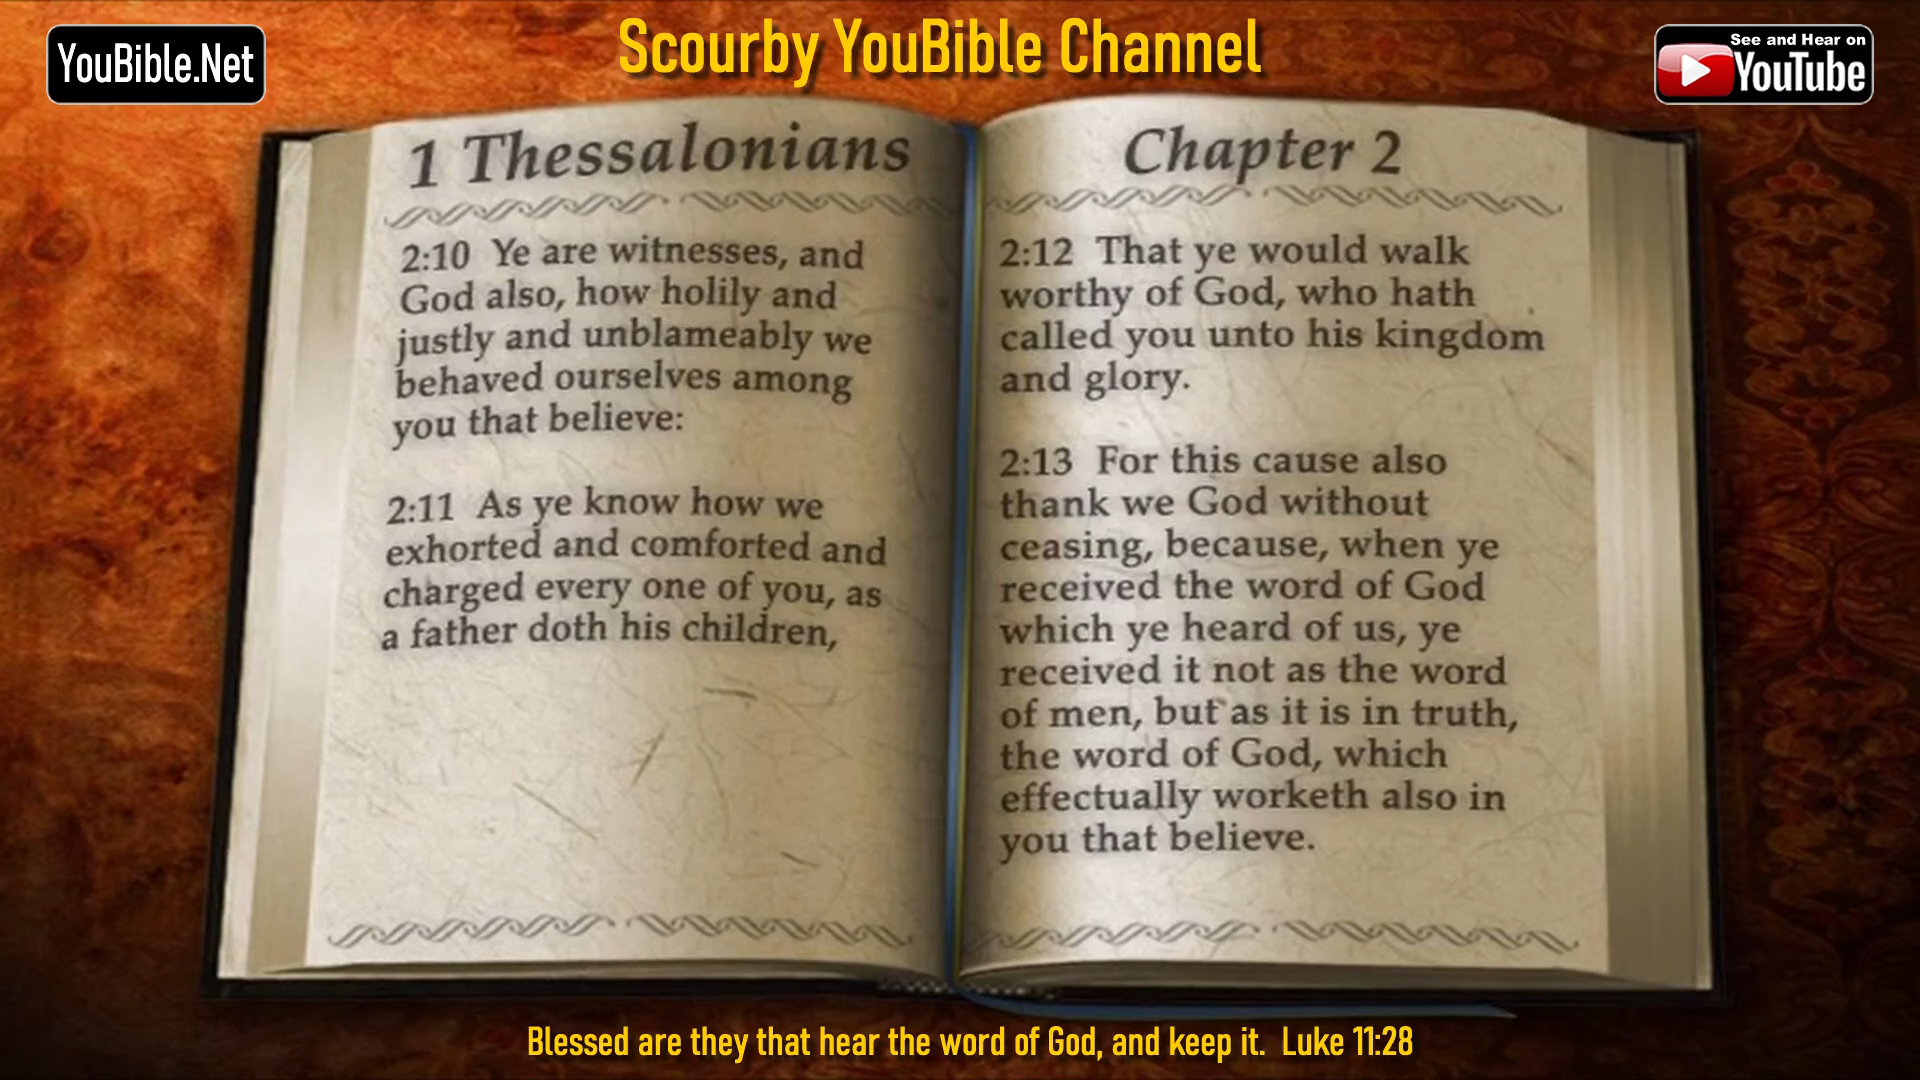 YouBible.Net
Scourby YouBible Channel
See and Hear on
YouTube
1 Thessalonians
2:10 Ye are witnesses, and
God also, how holily and
justly and unblameably we
behaved ourselves among
you that believe:
2:11 As ye know how we
exhorted and comforted and
charged every one of you, as
a father doth his children,
Chapter 2
2:12 That ye would walk
worthy of God, who hath
called you unto his kingdom
and glory.
2:13 For this cause also
thank we God without
ceasing, because, when ye
received the word of God
which ye heard of us, ye
received it not as the word
of men, but as it is in truth,
the word of God, which
effectually worketh also in
you that believe.
Blessed are they that hear the word of God, and keep it. Luke 11:28